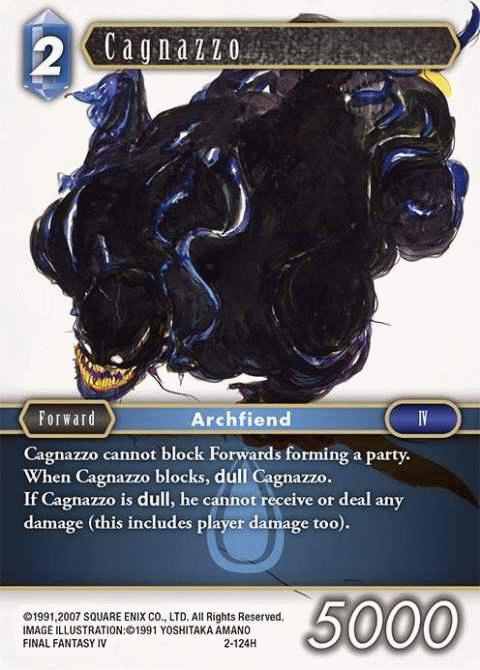 2
Cagnazzo
Forward
Archfiend
IV
Cagnazzo cannot block Forwards forming a party.
When Cagnazzo blocks, dull Cagnazzo.
If Cagnazzo is dull, he cannot receive or deal any
damage (this includes player damage too).
©1991,2007 SQUARE ENIX CO., LTD. All Rights Reserved.
IMAGE ILLUSTRATION:©1991 YOSHITAKA AMANO
FINAL FANTASY IV
2-124H
5000